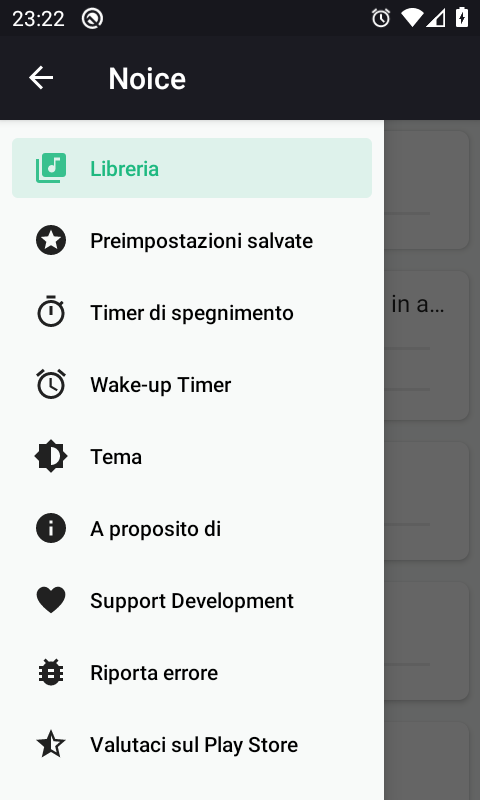 23:22
Noice
Libreria
in a...
Preimpostazioni salvate
Timer di spegnimento
Wake-up Timer
Tema
A proposito di
Support Development
Riporta errore
Valutaci sul Play Store